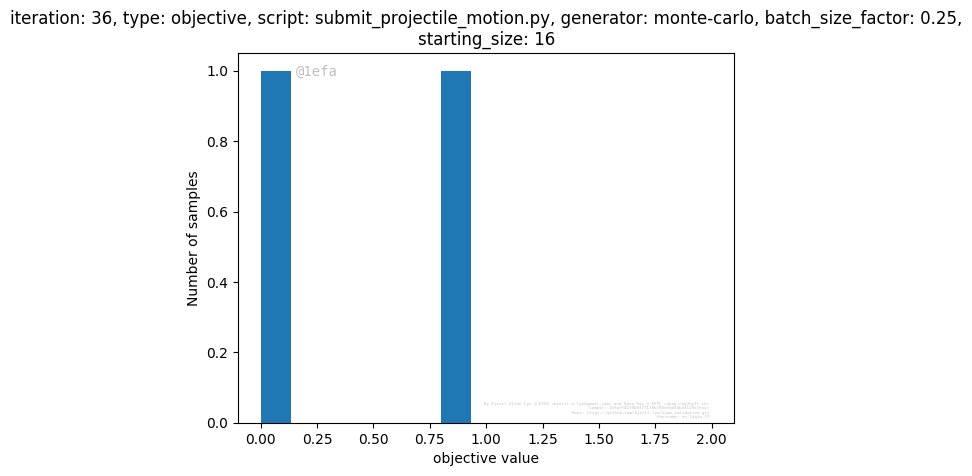 iteration: 36, type: objective, script: submit_projectile_motion.py, generator: monte-carlo, batch_size_factor: 0.25,
starting_size: 16
1.0
@1efa
0.8
0.6
0.4
0.2
0.0
Number of samples
0.00 0.25 0.50 0.75 1.00 1.25 1.50 1.75 2.00
objective value